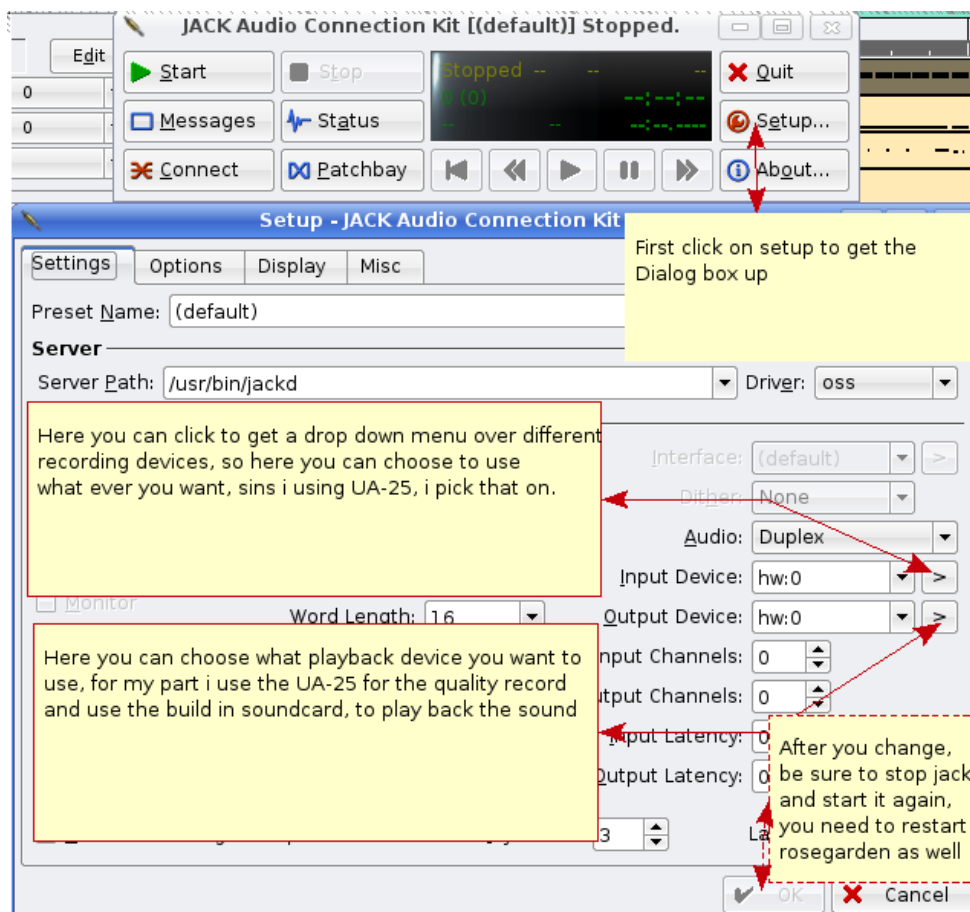 JACK Audio Connection Kit [(default)] Stopped.
Edit
Start
Stop
Stopped -- -- --
Quit
0
0 (0) --:--:--
Messages
Status
-- -- --:--.----
Setup...
0
Connect
Patchbay
About...
Setup - JACK Audio Connection Kit
First click on setup to get the
Dialog box up
Settings
Options
Display
Misc
Preset Name: (default)
Server
Server Path: /usr/bin/jackd
Driver: oss
Here you can click to get a drop down menu over different
recording devices, so here you can choose to use
what ever you want, sins i using UA-25, i pick that on.
Interface: (default) >
Dither: None
Audio: Duplex
Input Device: hw:0 >
Monitor
Word Length: 16
Output Device: hw:0 >
Here you can choose what playback device you want to
use, for my part i use the UA-25 for the quality record
and use the build in soundcard, to play back the sound
nput Channels: 0
utput Channels: 0
Input Latency: 0
Output Latency: 0
After you change,
be sure to stop jack
and start it again,
you need to restart
rosegarden as well
3
La
OK
Cancel